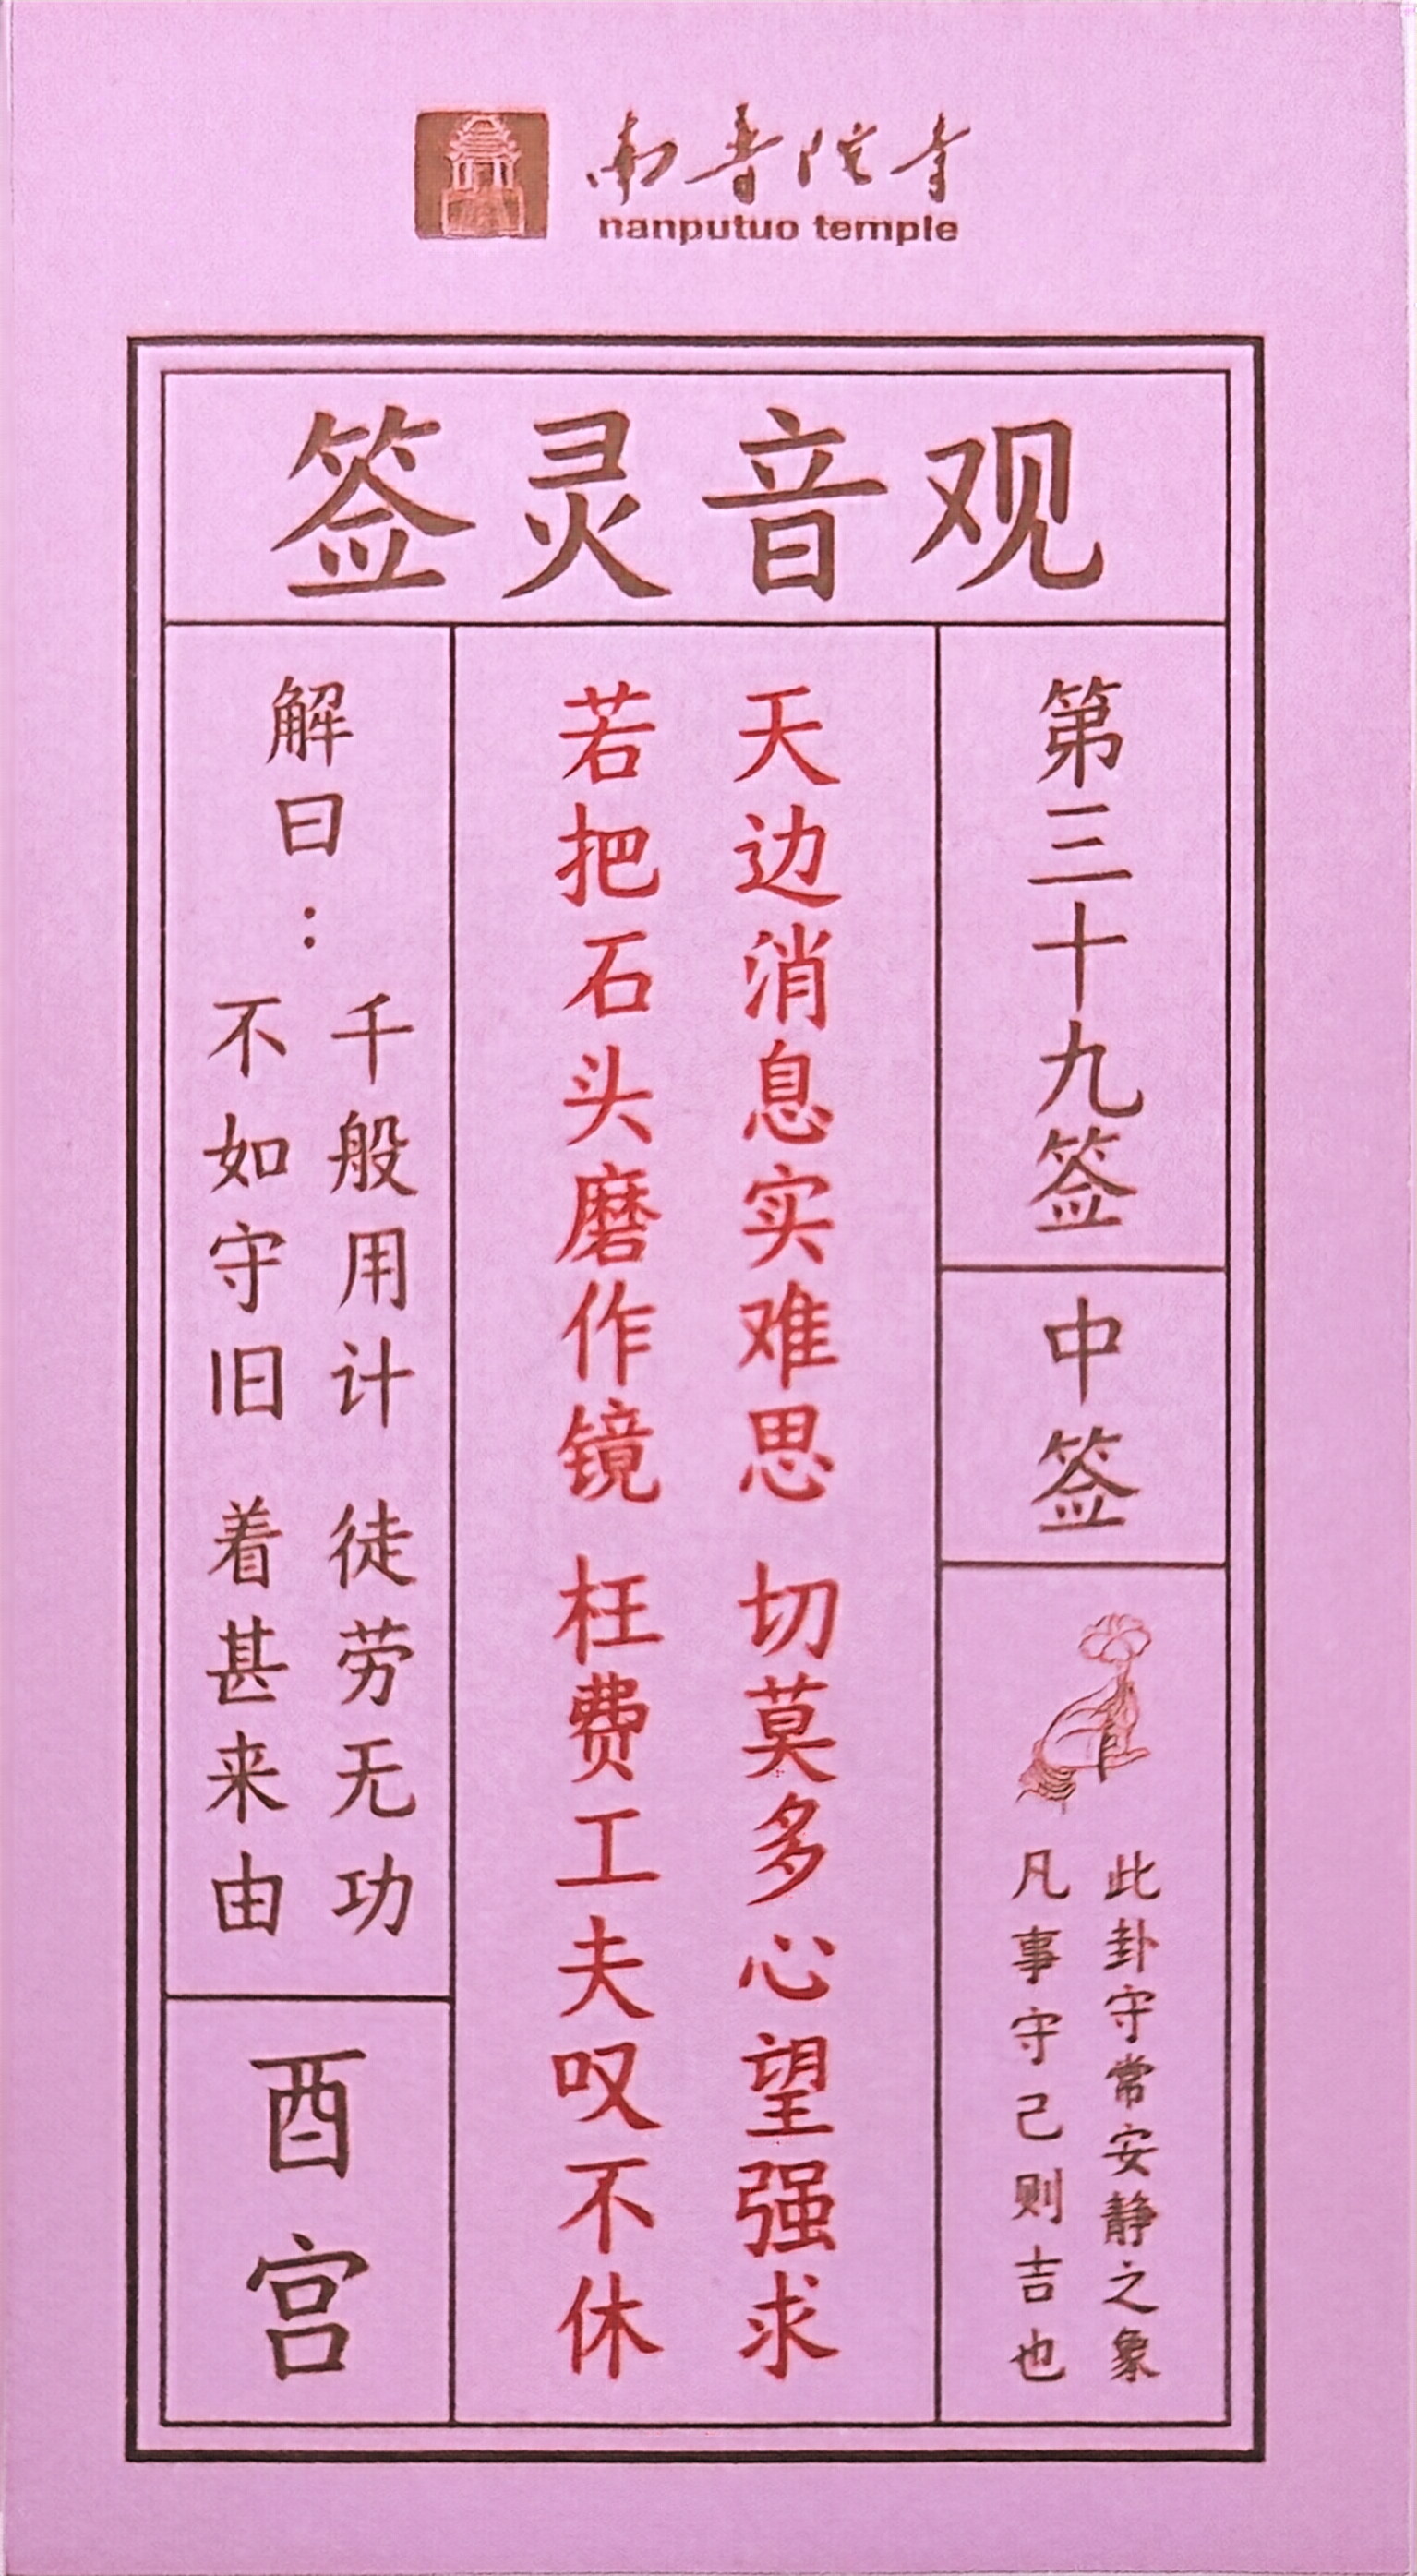 南普陀寺
nanputuo temple
观音灵签
第三十九签
中签
此卦守常安静之象
凡事守己则吉也
天边消息实难思 切莫多心望强求
若把石头磨作镜 枉费工夫叹不休
解曰：
千般用计 徒劳无功
不如守旧 着甚来由
酉宫